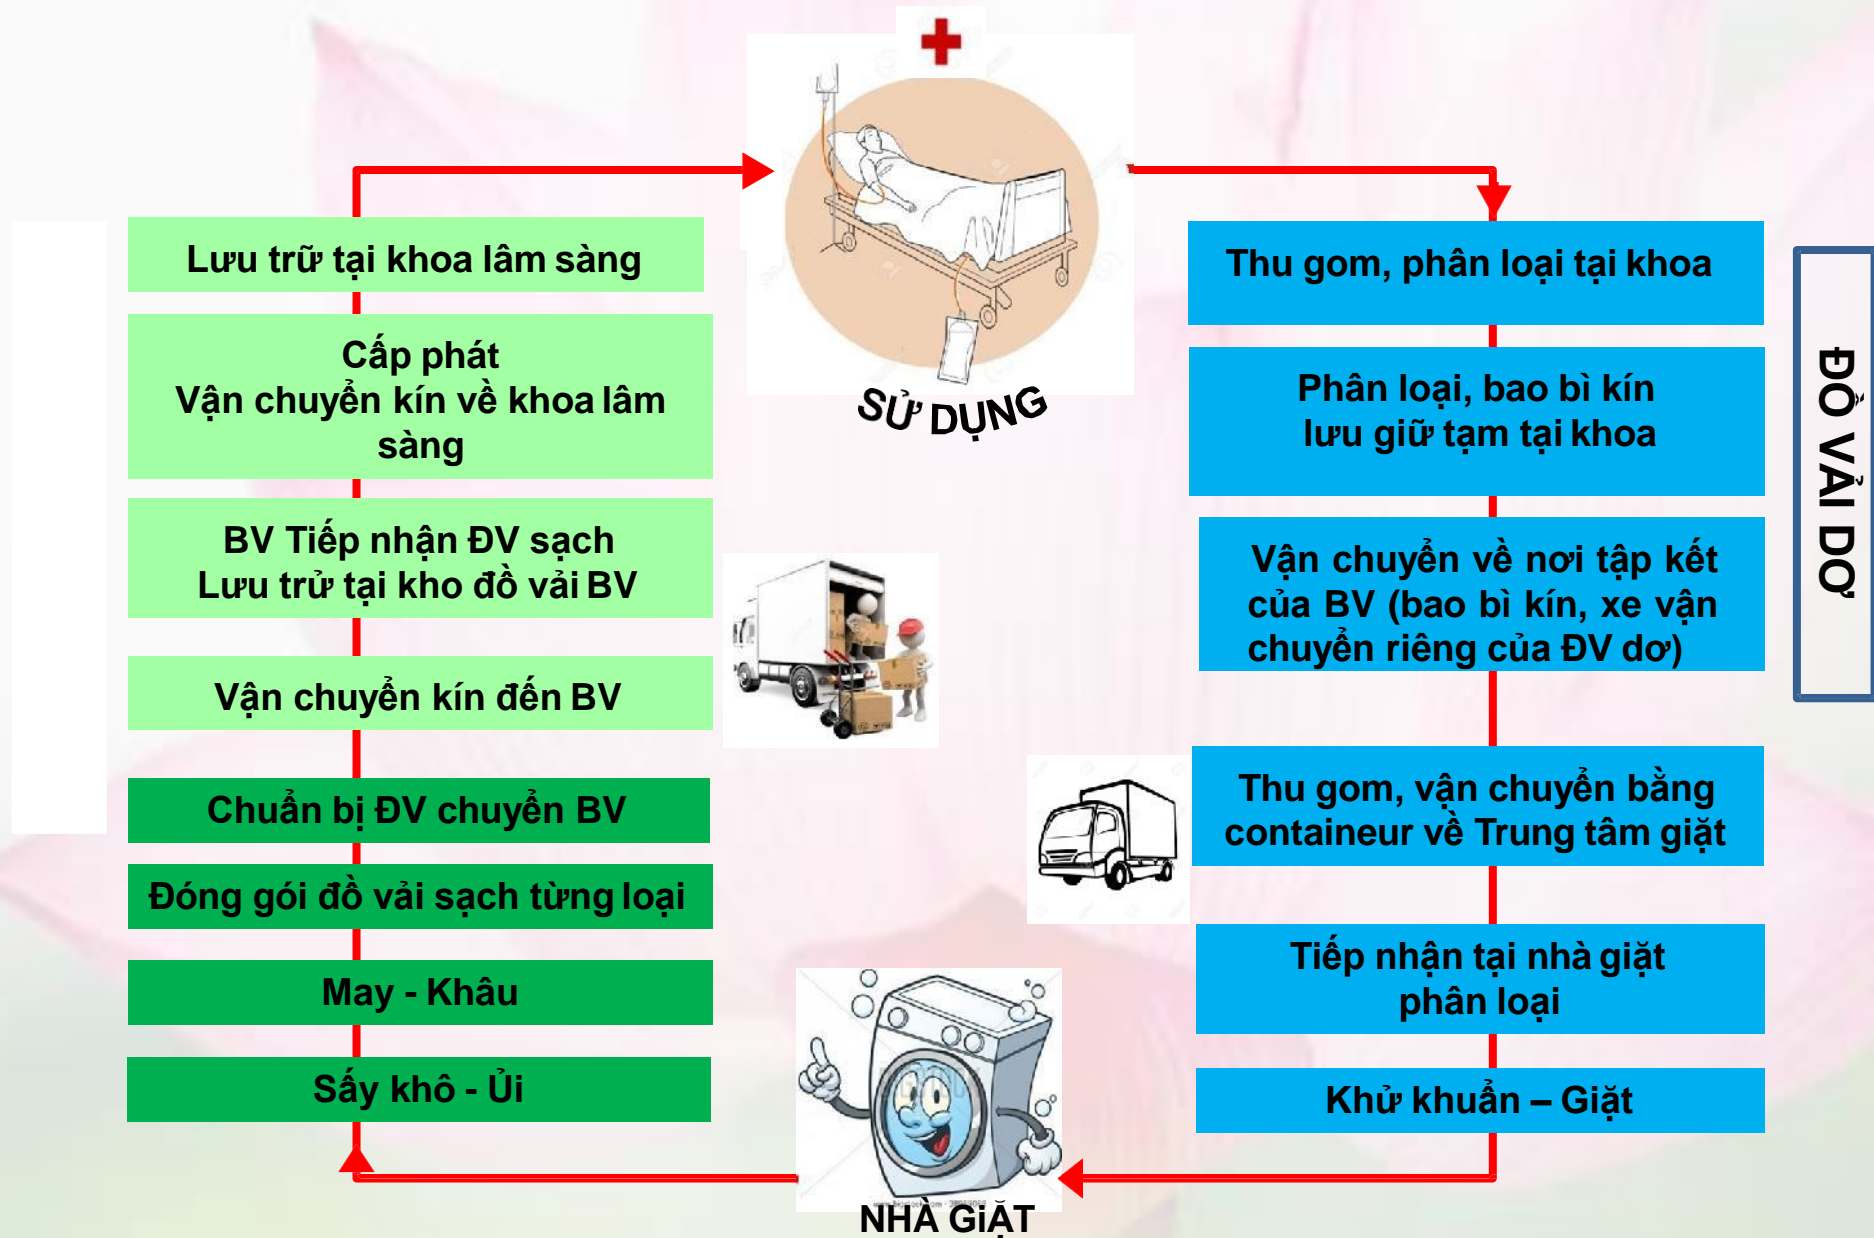 SỬ DỤNG
Lưu trữ tại khoa lâm sàng
Cấp phát
Vận chuyển kín về khoa lâm
sàng
BV Tiếp nhận ĐV sạch
Lưu trử tại kho đồ vải BV
Vận chuyển kín đến BV
Chuẩn bị ĐV chuyển BV
Đóng gói đồ vải sạch từng loại
May - Khâu
Sấy khô - Ủi
Thu gom, phân loại tại khoa
Phân loại, bao bì kín
lưu giữ tạm tại khoa
Vận chuyển về nơi tập kết
của BV (bao bì kín, xe vận
chuyển riêng của ĐV dơ)
Thu gom, vận chuyển bằng
containeur về Trung tâm giặt
Tiếp nhận tại nhà giặt
phân loại
Khử khuẩn – Giặt
ĐỒ VẢI DƠ
NHÀ GiẶT